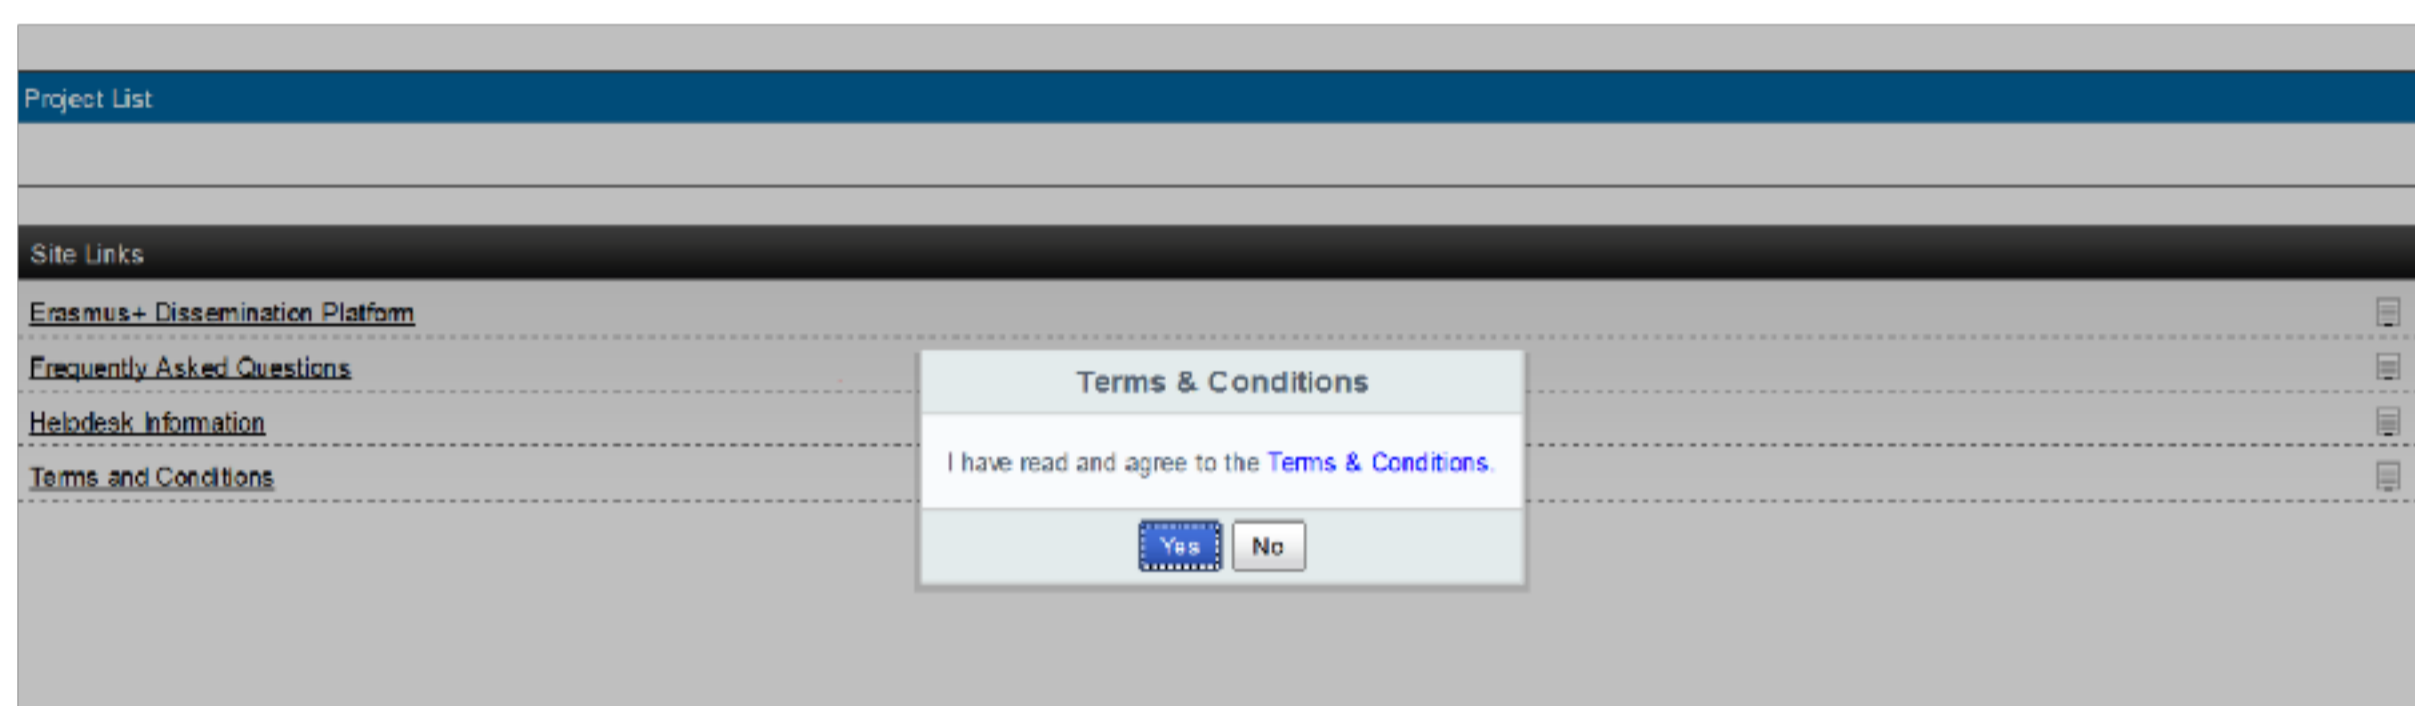 Project List
Site Links
Erasmus+ Dissemination Platform
Frequently Asked Questions
Helpdesk Information
Terms and Conditions
Terms & Conditions
I have read and agree to the Terms & Conditions.
Yes No